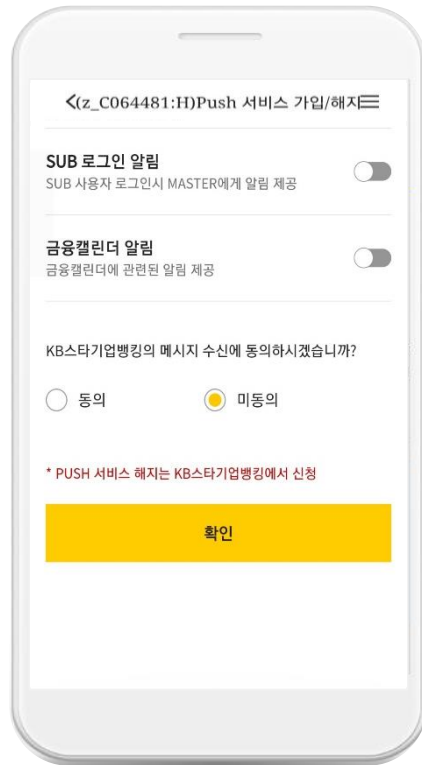 (z_C064481:H)Push 서비스 가입/해지
SUB 로그인 알림
SUB 사용자 로그인시 MASTER에게 알림 제공
금융캘린더 알림
금융캘린더에 관련된 알림 제공
KB스타기업뱅킹의 메시지 수신에 동의하시겠습니까?
동의 미동의
* PUSH 서비스 해지는 KB스타기업뱅킹에서 신청
확인